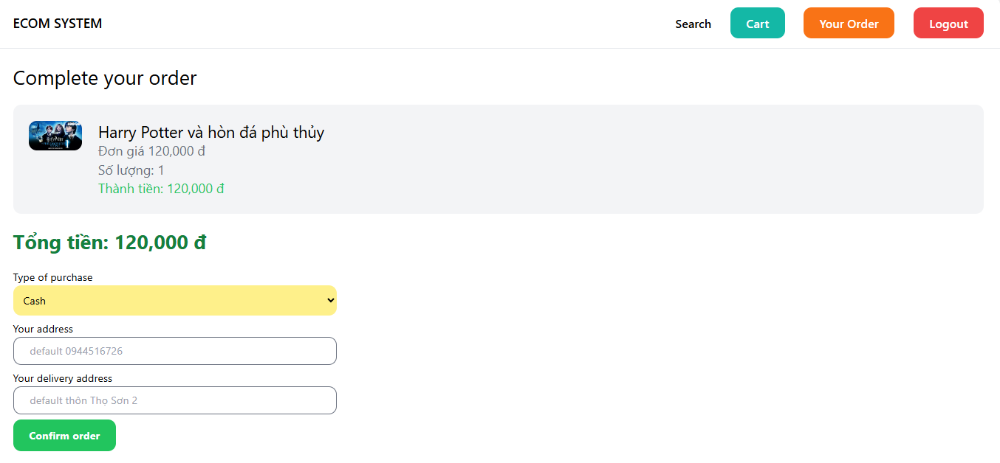 ECOM SYSTEM
Search
Cart
Your Order
Logout
Complete your order
Harry Potter và hòn đá phù thủy
Đơn giá 120,000 đ
Số lượng: 1
Thành tiền: 120,000 đ
Tổng tiền: 120,000 đ
Type of purchase
Cash
Your address
default 0944516726
Your delivery address
default thôn Thọ Sơn 2
Confirm order